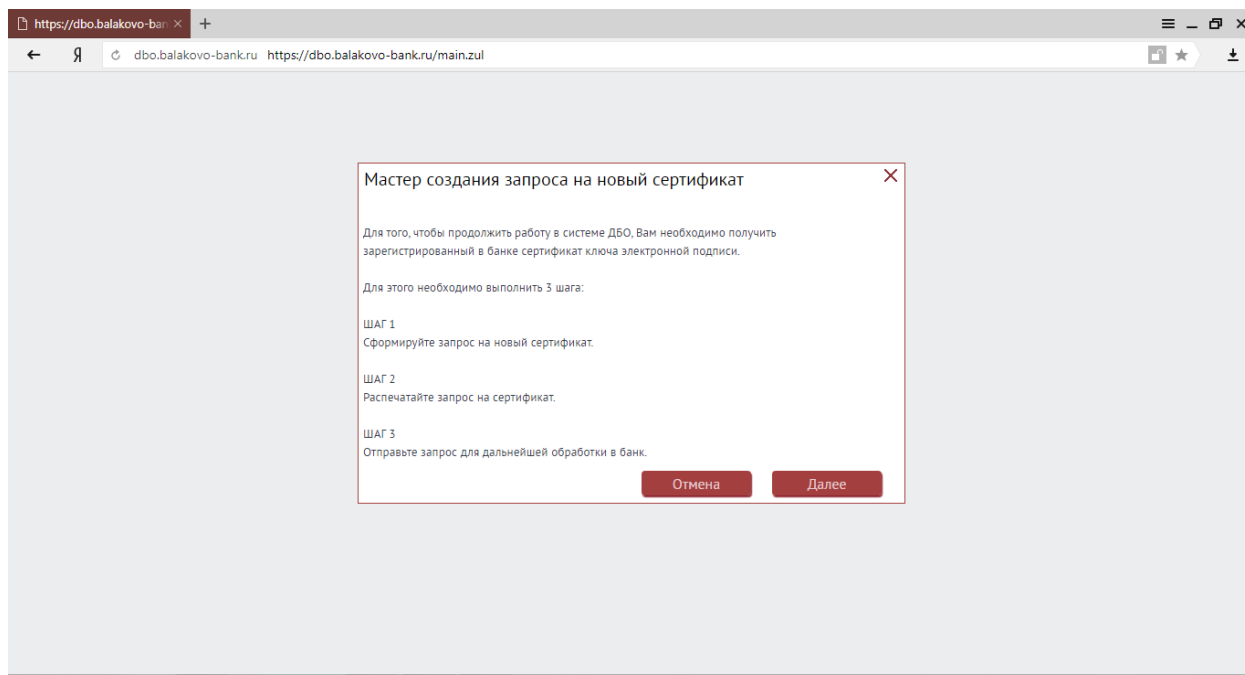 https://dbo.balakovo-ban
dbo.balakovo-bank.ru https://dbo.balakovo-bank.ru/main.zul
Мастер создания запроса на новый сертификат
Для того, чтобы продолжить работу в системе ДБО, Вам необходимо получить
зарегистрированный в банке сертификат ключа электронной подписи.
Для этого необходимо выполнить 3 шага:
ШАГ 1
Сформируйте запрос на новый сертификат.
ШАГ 2
Распечатайте запрос на сертификат.
ШАГ 3
Отправьте запрос для дальнейшей обработки в банк.
Отмена Далее